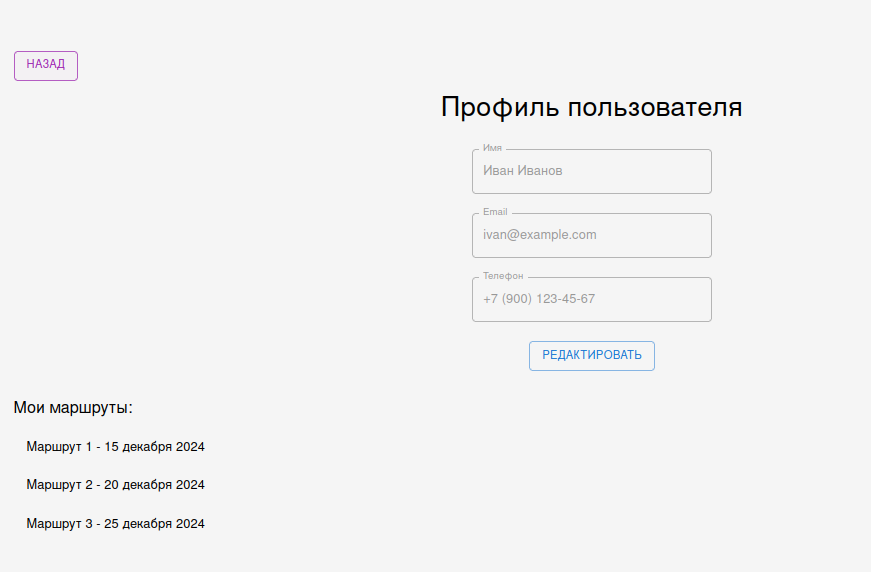 НАЗАД
Профиль пользователя
Имя
Иван Иванов
Email
ivan@example.com
Телефон
+7 (900) 123-45-67
РЕДАКТИРОВАТЬ
Мои маршруты:
Маршрут 1 - 15 декабря 2024
Маршрут 2 - 20 декабря 2024
Маршрут 3 - 25 декабря 2024